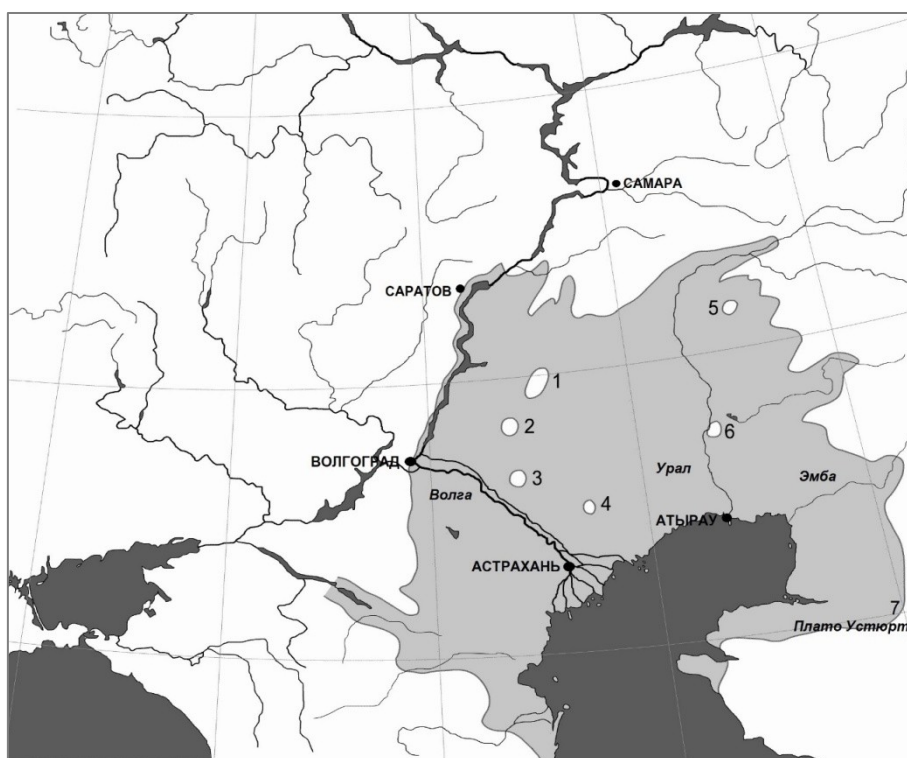 САМАРА
САРАТОВ
5
1
2
ВОЛГОГРАД
6
3
Урал
Эмба
Волга
4
АТЫРАУ
АСТРАХАНЬ
7
Плато Устюрт